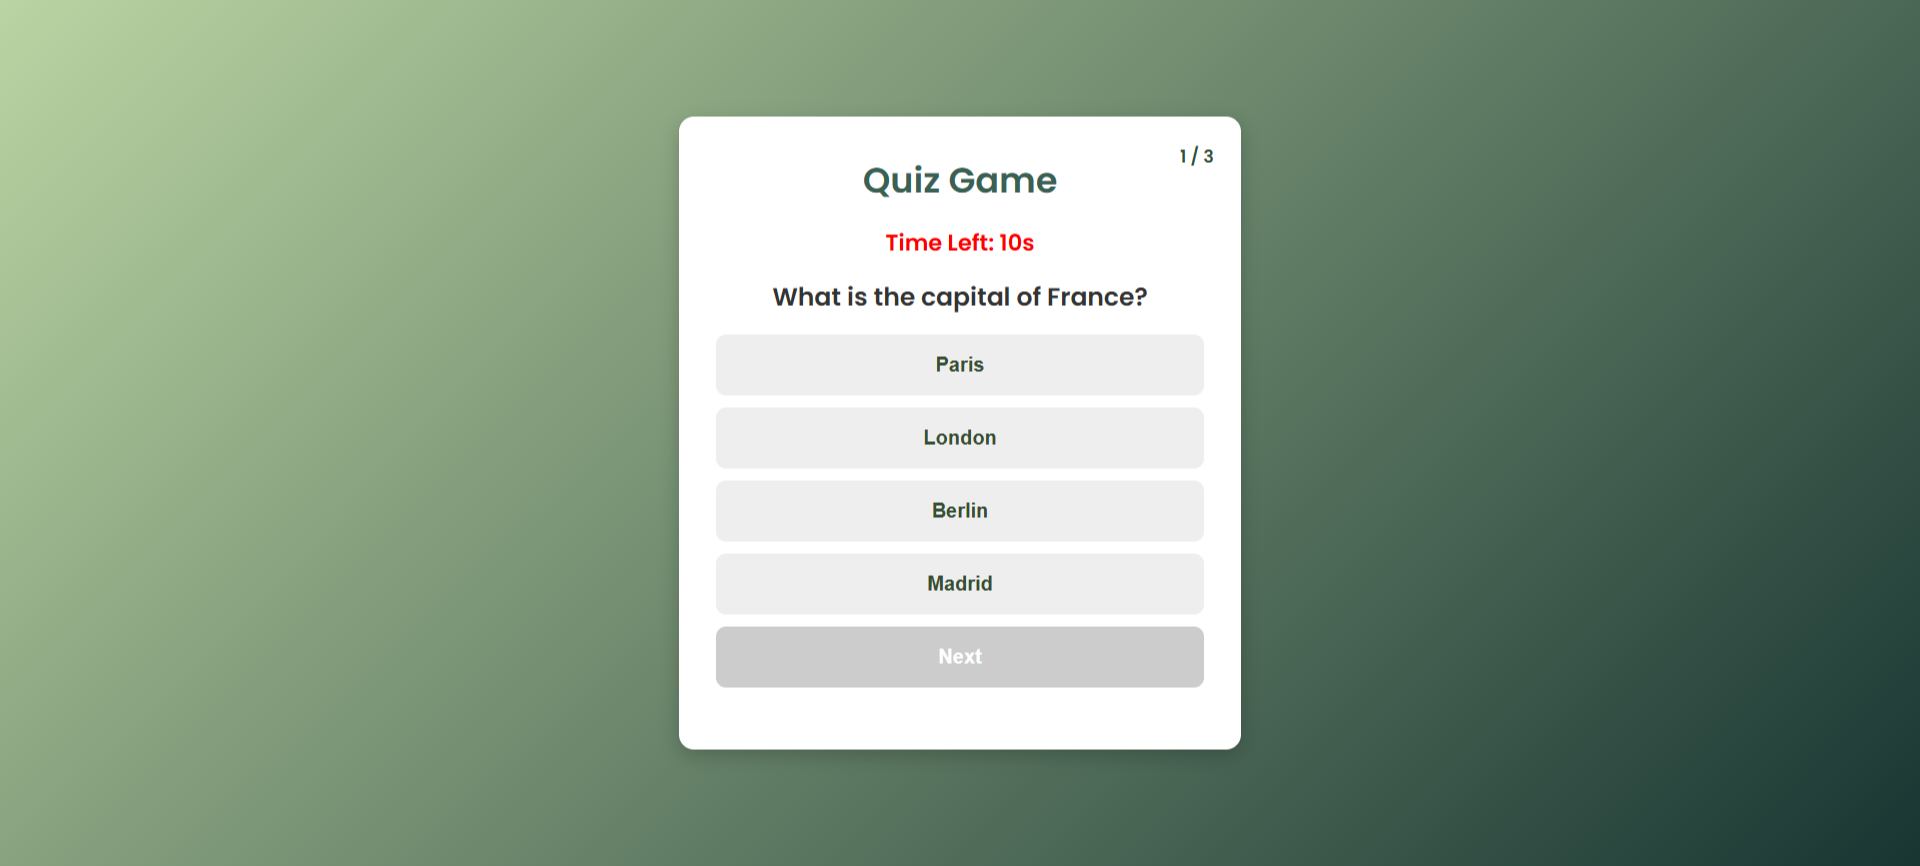 1 / 3
Quiz Game
Time Left: 10s
What is the capital of France?
Paris
London
Berlin
Madrid
Next